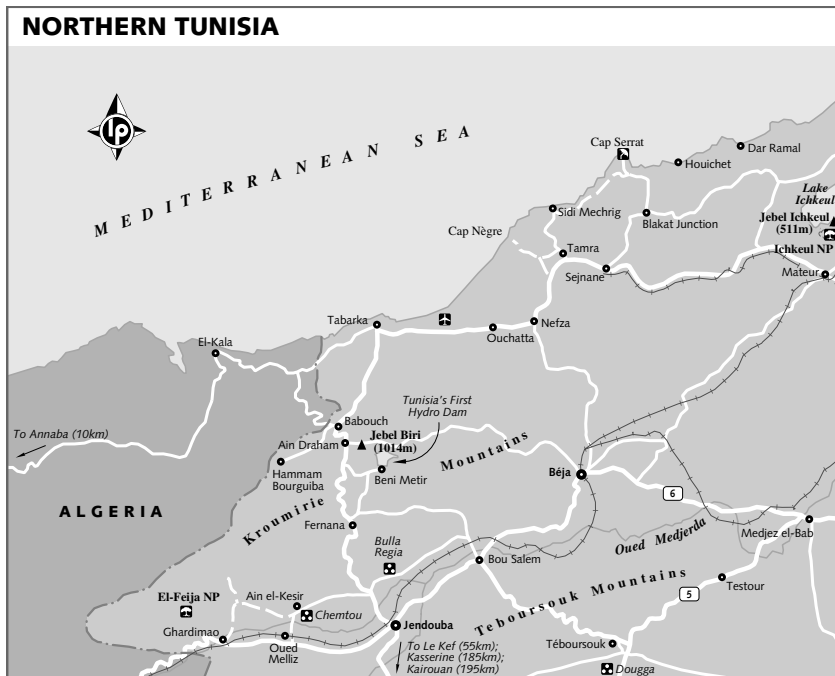 NORTHERN TUNISIA
lp
MEDITERRANEAN SEA
Cap Serrat
Dar Ramal
Houichet
Lake
Ichkeul
Sidi Mechrig
Jebel Ichkeul
(511m)
Blakat Junction
Cap Nègre
Tamra
Ichkeul NP
Sejnane
Mateur
Tabarka
Nefza
Ouchatta
El-Kala
Tunisia's First
Hydro Dam
Babouch
To Annaba (10km)
Ain Draham
Jebel Biri
(1014m)
Mountains
Hammam
Bourguiba
Beni Metir
Béja
6
ALGERIA
Kroumirie
Fernana
Medjez el-Bab
Oued Medjerda
Bulla
Regia
Bou Salem
Teboursouk Mountains
Testour
5
El-Feija NP
Ain el-Kesir
Chemtou
Jendouba
Ghardimao
Oued
Melliz
Téboursouk
To Le Kef (55km);
Kasserine (185km);
Kairouan (195km)
Dougga